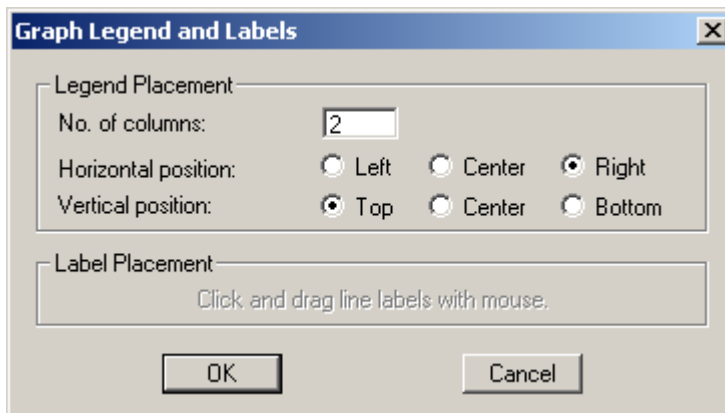 Graph Legend and Labels
Legend Placement
No. of columns: 2
Horizontal position: Left Center Right
Vertical position: Top Center Bottom
Label Placement
Click and drag line labels with mouse.
OK Cancel